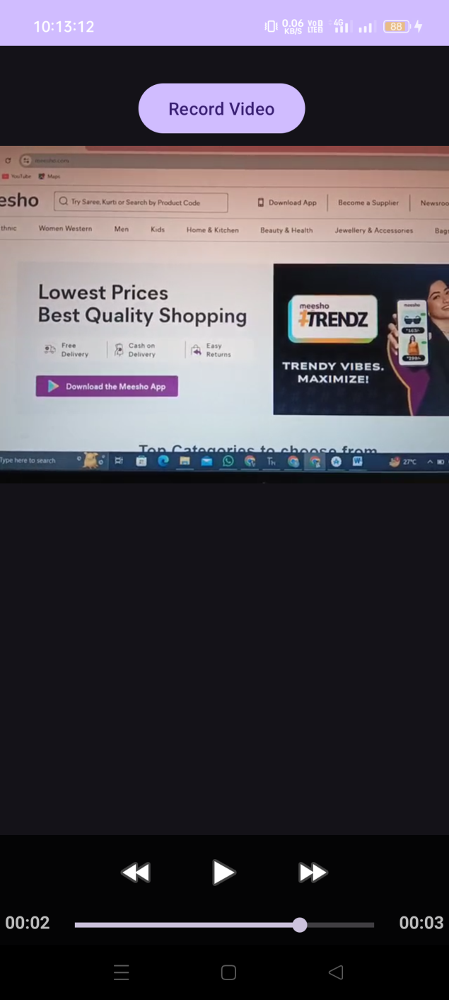 10:13:12
0.06
KB/S
VoD
LTE
4G
88
Record Video
meesho.com
YouTube
Maps
esho
Try Saree, Kurti or Search by Product Code
Download App
Become a Supplier
Newsroo
thnic
Women Western
Men
Kids
Home & Kitchen
Beauty & Health
Jewellery & Accessories
Bags
Lowest Prices
Best Quality Shopping
Free
Delivery
Cash on
Delivery
Easy
Returns
Download the Meesho App
meesho
#TRENDZ
TRENDY VIBES.
MAXIMIZE!
meesho
Top Categories to choose from
Type here to search
27°C
00:02
00:03